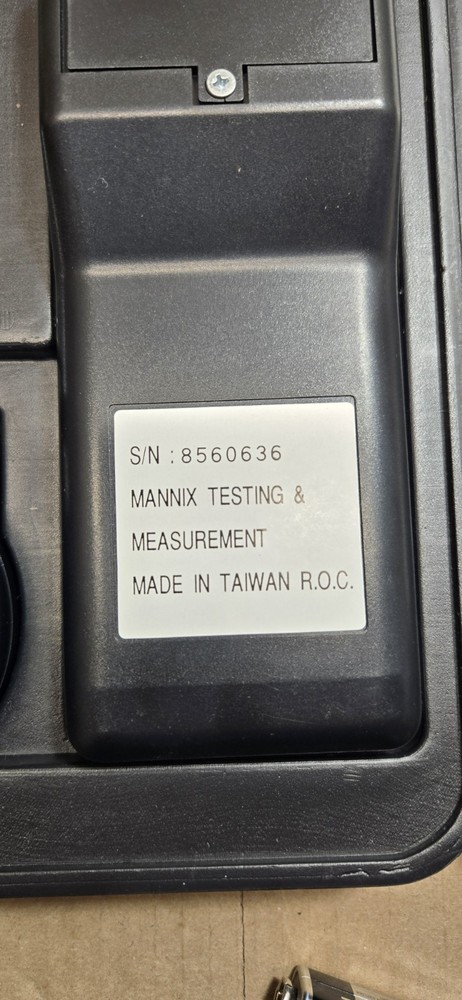 S/N : 8560636
MANNIX TESTING &
MEASUREMENT
MADE IN TAIWAN R.O.C.